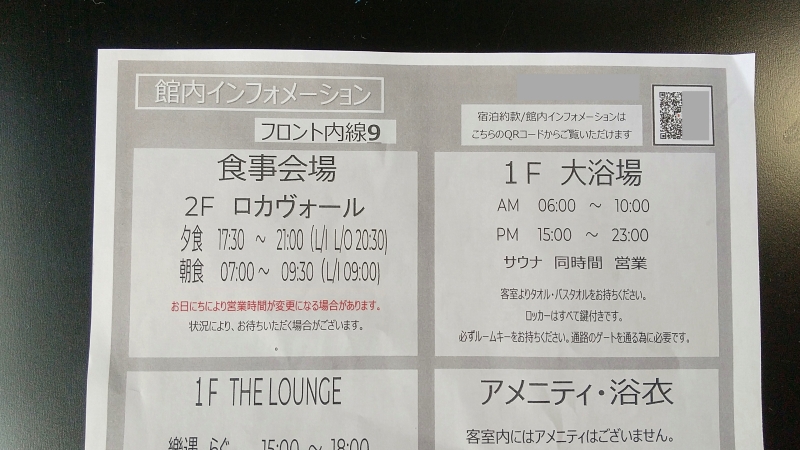 館内インフォメーション
フロント内線9
宿泊約款/館内インフォメーションは
こちらのQRコードからご覧いただけます
食事会場
2F ロカヴォール
夕食 17:30 ～ 21:00 (L/I L/O 20:30)
朝食 07:00～ 09:30 (L/I 09:00)
お日にちにより営業時間が変更になる場合があります。
状況により、お待ちいただく場合がございます。
。
1F 大浴場
AM 06:00 ～ 10:00
PM 15:00 ～ 23:00
サウナ 同時間 営業
客室よりタオル・バスタオルをお持ちください。
ロッカーはすべて鍵付きです。
必ずルームキーをお持ちください。通路のゲートを通る為に必要です。
1F THE LOUNGE
らぐ 15:00 ～ 18:00
アメニティ・浴衣
客室内にはアメニティはございません。